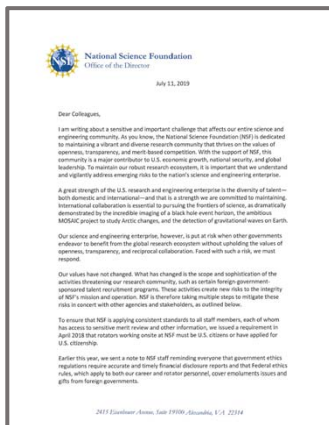 National Science Foundation
Office of the Director
July 11, 2019
Dear Colleagues,
I am writing about a sensitive and important challenge that affects our entire science and
engineering community. As you know, the National Science Foundation (NSF) is dedicated
to maintaining a vibrant and diverse research community that thrives on the values of
openness, transparency, and merit-based competition. With the support of NSF, this
community is a major contributor to U.S. economic growth, national security, and global
leadership. To maintain our robust research ecosystem, it is important that we understand
and vigilantly address emerging risks to the nation's science and engineering enterprise.
A great strength of the U.S. research and engineering enterprise is the diversity of talent—
both domestic and international—and that is a strength we are committed to maintaining.
International collaboration is essential to pursuing the frontiers of science, as dramatically
demonstrated by the incredible imaging of a black hole event horizon, the ambitious
MOSAiC project to study Arctic changes, and the detection of gravitational waves on Earth.
Our science and engineering enterprise, however, is put at risk when other governments
endeavor to benefit from the global research ecosystem without upholding the values of
openness, transparency, and reciprocal collaboration. Faced with such a risk, we must
respond.
Our values have not changed. What has changed is the scope and sophistication of the
activities threatening our research community, such as certain foreign-government-
sponsored talent recruitment programs. These activities create new risks to the integrity
of NSF's mission and operation. NSF is therefore taking multiple steps to mitigate these
risks in concert with other agencies and stakeholders, as outlined below.
To ensure that NSF is applying consistent standards to all staff members, each of whom
has access to sensitive merit review and other information, we issued a requirement in
April 2018 that rotators working onsite at NSF must be U.S. citizens or have applied for
U.S. citizenship.
Earlier this year, we sent a note to NSF staff reminding everyone that government ethics
regulations require accurate and timely financial disclosure reports and that Federal ethics
rules, which apply to both our career and rotator personnel, cover emoluments issues and
gifts from foreign governments.
2415 Eisenhower Avenue, Suite 19100 Alexandria, VA 22314